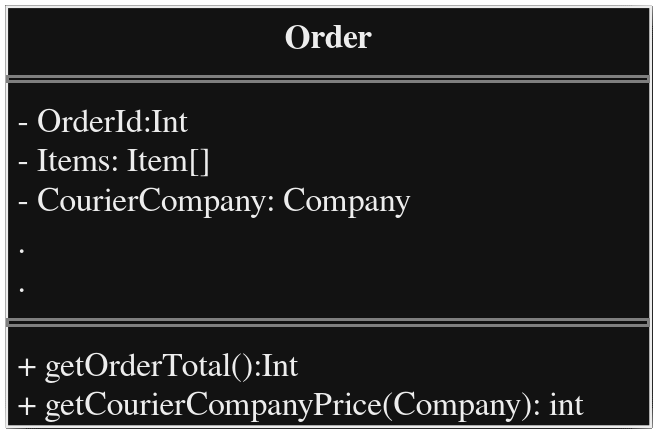 Order
- OrderId:Int
- Items: Item[]
- CourierCompany: Company
.
.
+ getOrderTotal():Int
+ getCourierCompanyPrice(Company): int